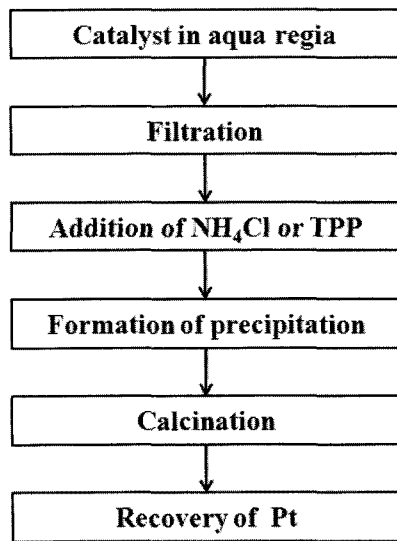 Catalyst in aqua regia
Filtration
Addition of NH₄Cl or TPP
Formation of precipitation
Calcination
Recovery of Pt